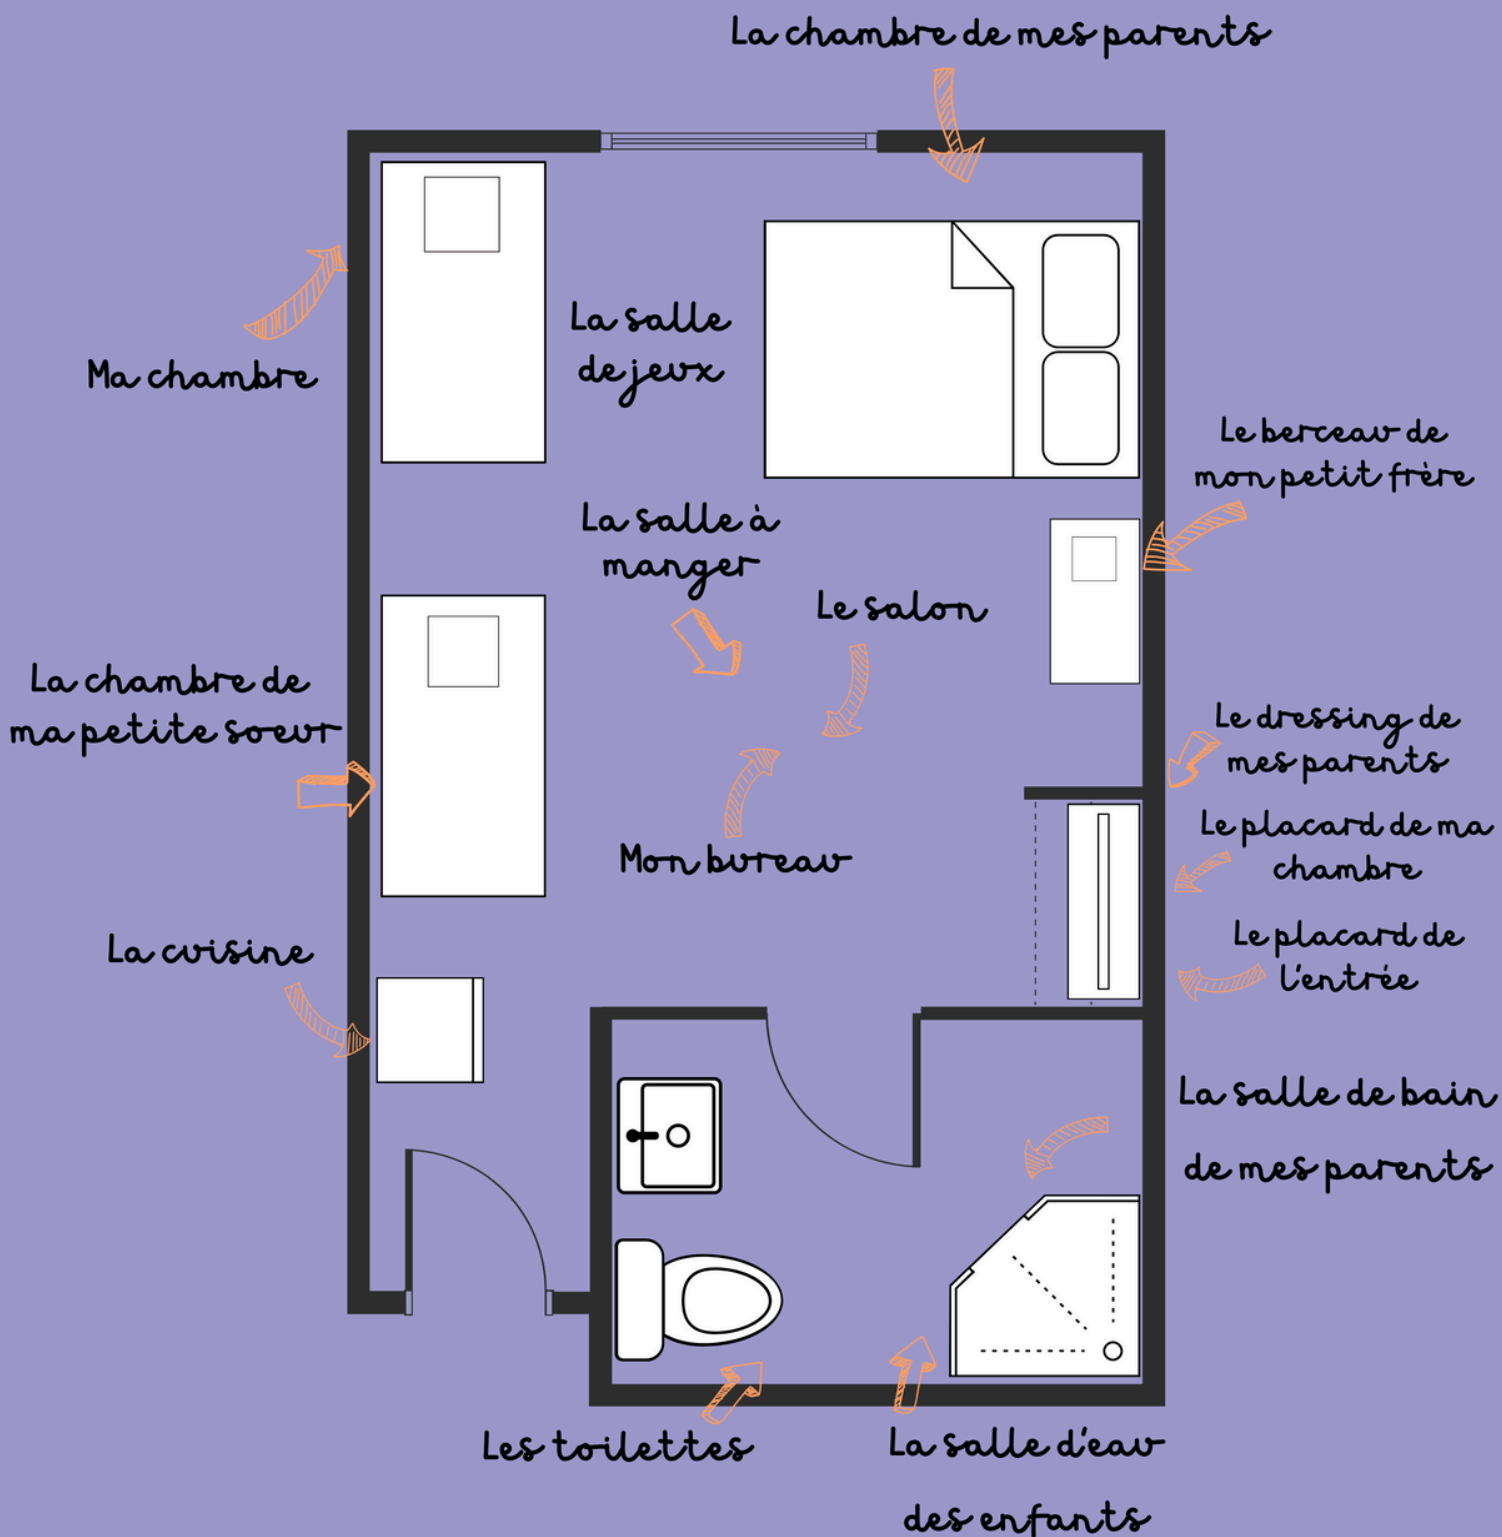 La chambre de mes parents
La salle
de jeux
Ma chambre
Le berceau de
mon petit frère
La salle à
manger
Le salon
La chambre de
ma petite soeur
Le dressing de
mes parents
Le placard de ma
chambre
Mon bureau
La cuisine
Le placard de
l'entrée
La salle de bain
de mes parents
Les toilettes
La salle d'eau
des enfants